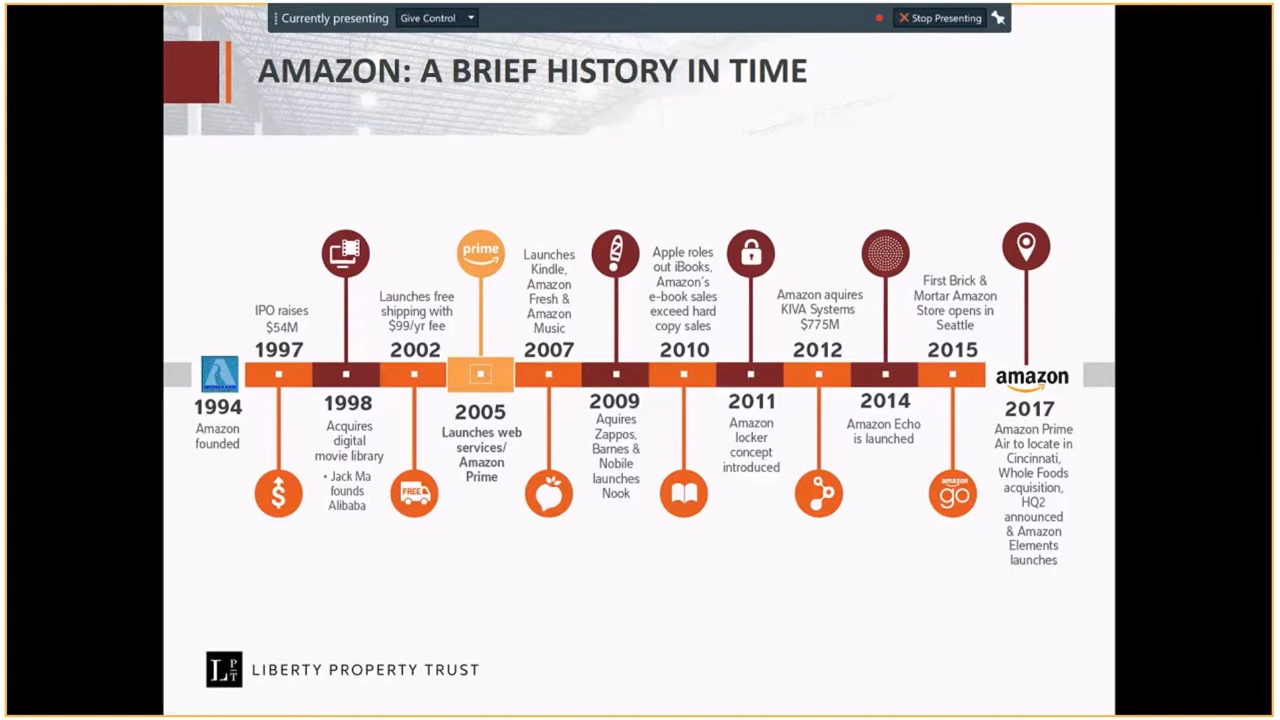 Currently presenting
Give Control
Stop Presenting
AMAZON: A BRIEF HISTORY IN TIME
1994
Amazon
founded
IPO raises
$54M
1997
1998
Acquires
digital
movie library
• Jack Ma
founds
Alibaba
Launches free
shipping with
$99/yr fee
2002
FREE
prime
2005
Launches web
services/
Amazon
Prime
Launches
Kindle,
Amazon
Fresh &
Amazon
Music
2007
2009
Aquires
Zappos,
Barnes &
Nobile
launches
Nook
Apple roles
out iBooks,
Amazon's
e-book sales
exceed hard
copy sales
2010
2011
Amazon
locker
concept
introduced
Amazon aquires
KIVA Systems
$775M
2012
2014
Amazon Echo
is launched
First Brick &
Mortar Amazon
Store opens in
Seattle
2015
amazon
go
amazon
2017
Amazon Prime
Air to locate in
Cincinnati,
Whole Foods
acquisition,
HQ2
announced
& Amazon
Elements
launches
LPT
LIBERTY PROPERTY TRUST